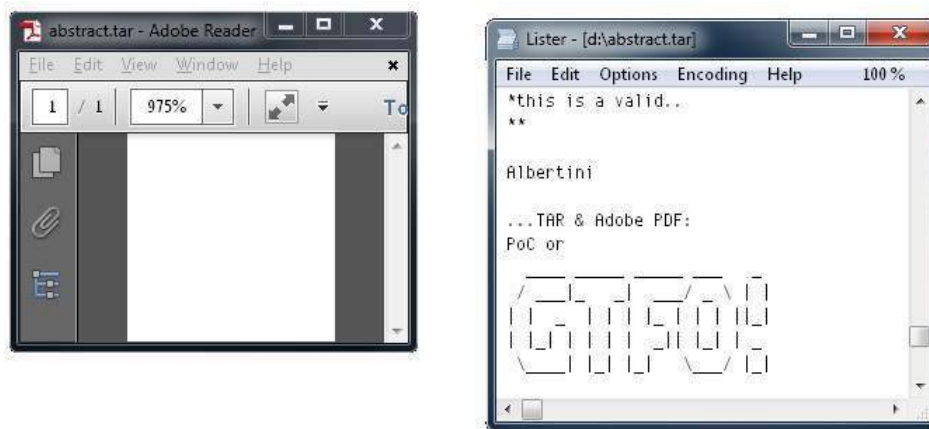 abstract.tar - Adobe Reader
File Edit View Window Help
1 / 1 975%
Lister - [d:\abstract.tar]
File Edit Options Encoding Help 100 %
*this is a valid..
**
Albertini
...TAR & Adobe PDF:
PoC or
GTFO!